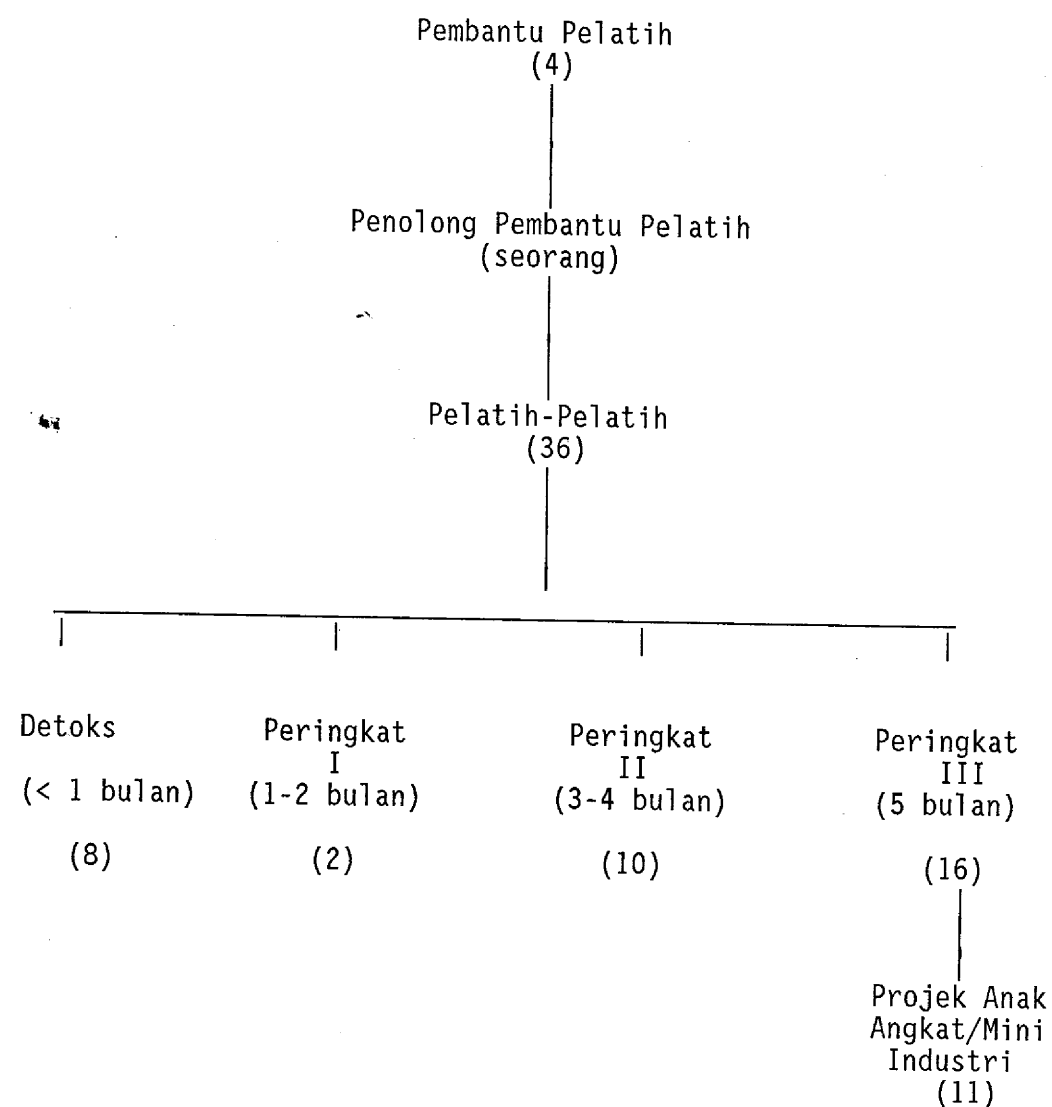 Pembantu Pelatih
(4)
Penolong Pembantu Pelatih
(seorang)
Pelatih-Pelatih
(36)
Detoks
(< 1 bulan)
(8)
Peringkat
I
(1-2 bulan)
(2)
Peringkat
II
(3-4 bulan)
(10)
Peringkat
III
(5 bulan)
(16)
Projek Anak
Angkat/Mini
Industri
(11)